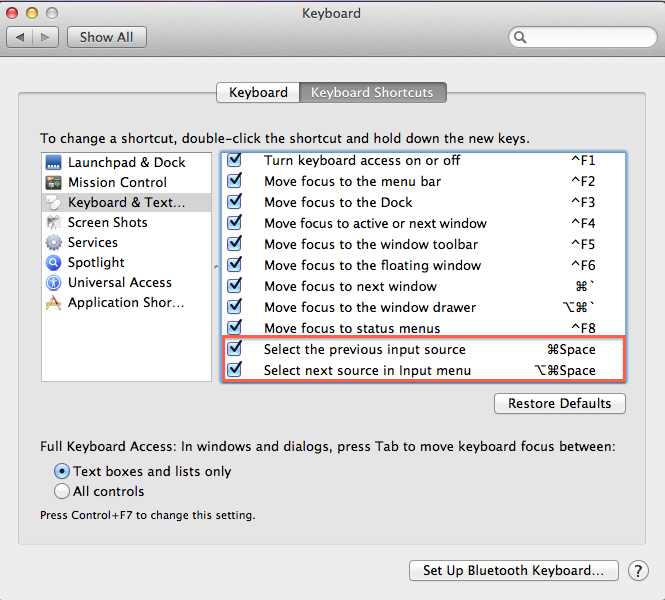 Keyboard
Show All
Keyboard Keyboard Shortcuts
To change a shortcut, double-click the shortcut and hold down the new keys.
Launchpad & Dock
Mission Control
Keyboard & Text...
Screen Shots
Services
Spotlight
Universal Access
Application Shor...
Turn keyboard access on or off ^F1
Move focus to the menu bar ^F2
Move focus to the Dock ^F3
Move focus to active or next window ^F4
Move focus to the window toolbar ^F5
Move focus to the floating window ^F6
Move focus to next window ⌘`
Move focus to the window drawer ⌥⌘`
Move focus to status menus ^F8
Select the previous input source ⌘Space
Select next source in Input menu ⌥⌘Space
Restore Defaults
Full Keyboard Access: In windows and dialogs, press Tab to move keyboard focus between:
Text boxes and lists only
All controls
Press Control+F7 to change this setting.
Set Up Bluetooth Keyboard... ?